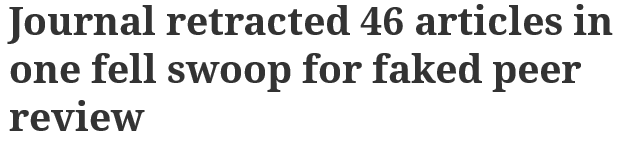 Journal retracted 46 articles in
one fell swoop for faked peer
review